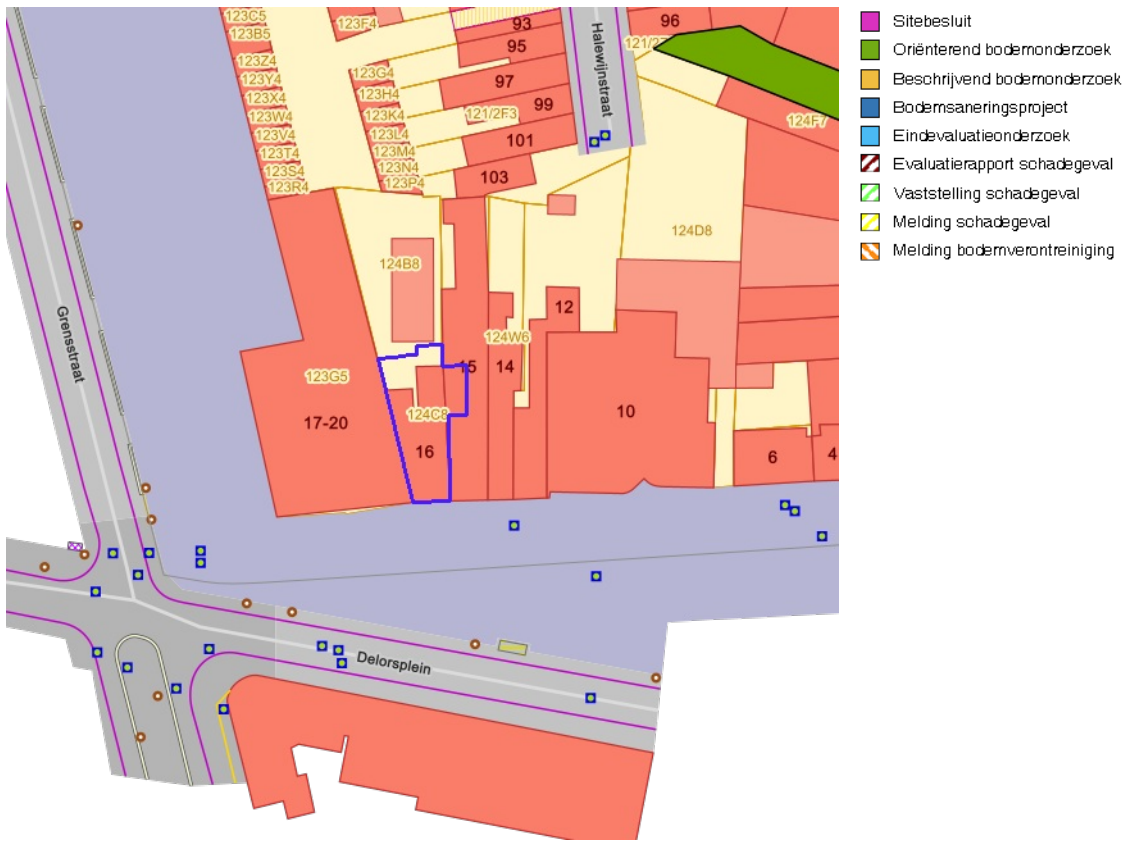 123C5
123B5
123Z4
123Y4
123X4
123W4
123V4
123T4
123S4
123R4
123F4
123G4
123H4
123K4
123L4
123M4
123N4
123P4
93
95
97
99
121/2F3
101
103
Halewijnstraat
96
124F7
124D8
124B8
12
124W6
15
14
Grensstraat
123G5
17-20
124C8
16
10
6
4
Delorsplein
Sitebesluit
Oriënterend bodemonderzoek
Beschrijvend bodemonderzoek
Bodemsaneringsproject
Eindevaluatieonderzoek
Evaluatierapport schadegeval
Vaststelling schadegeval
Melding schadegeval
Melding bodemverontreiniging